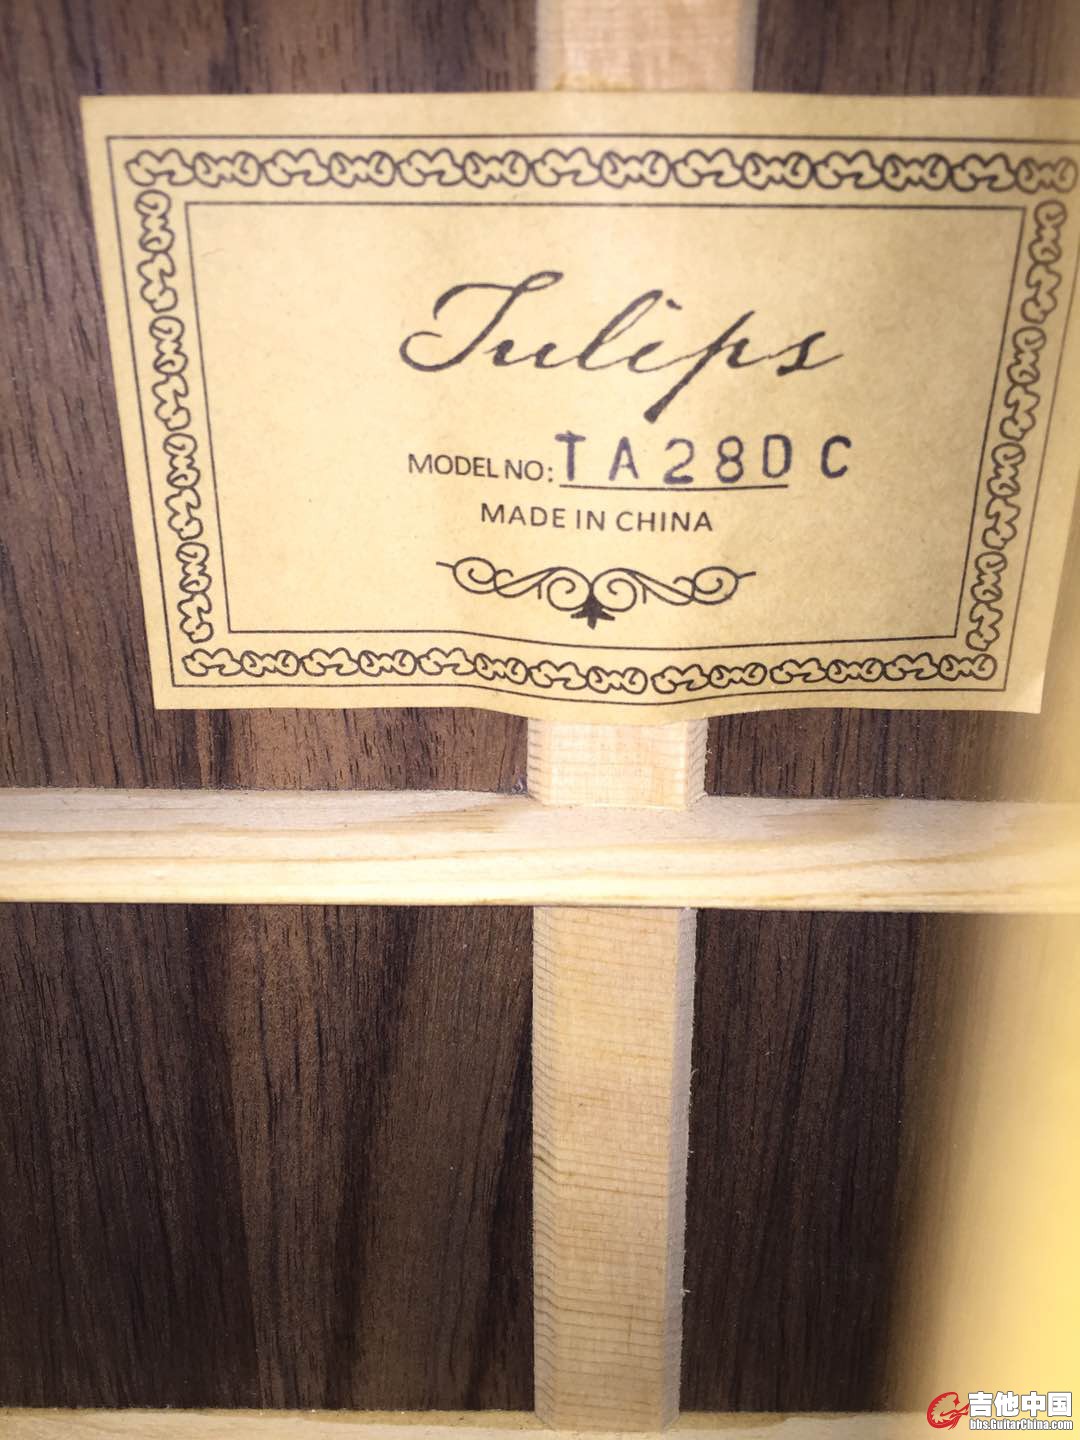 Tulips
MODEL NO: TA28DC
MADE IN CHINA
吉他中国
bbs.GuitarChina.com